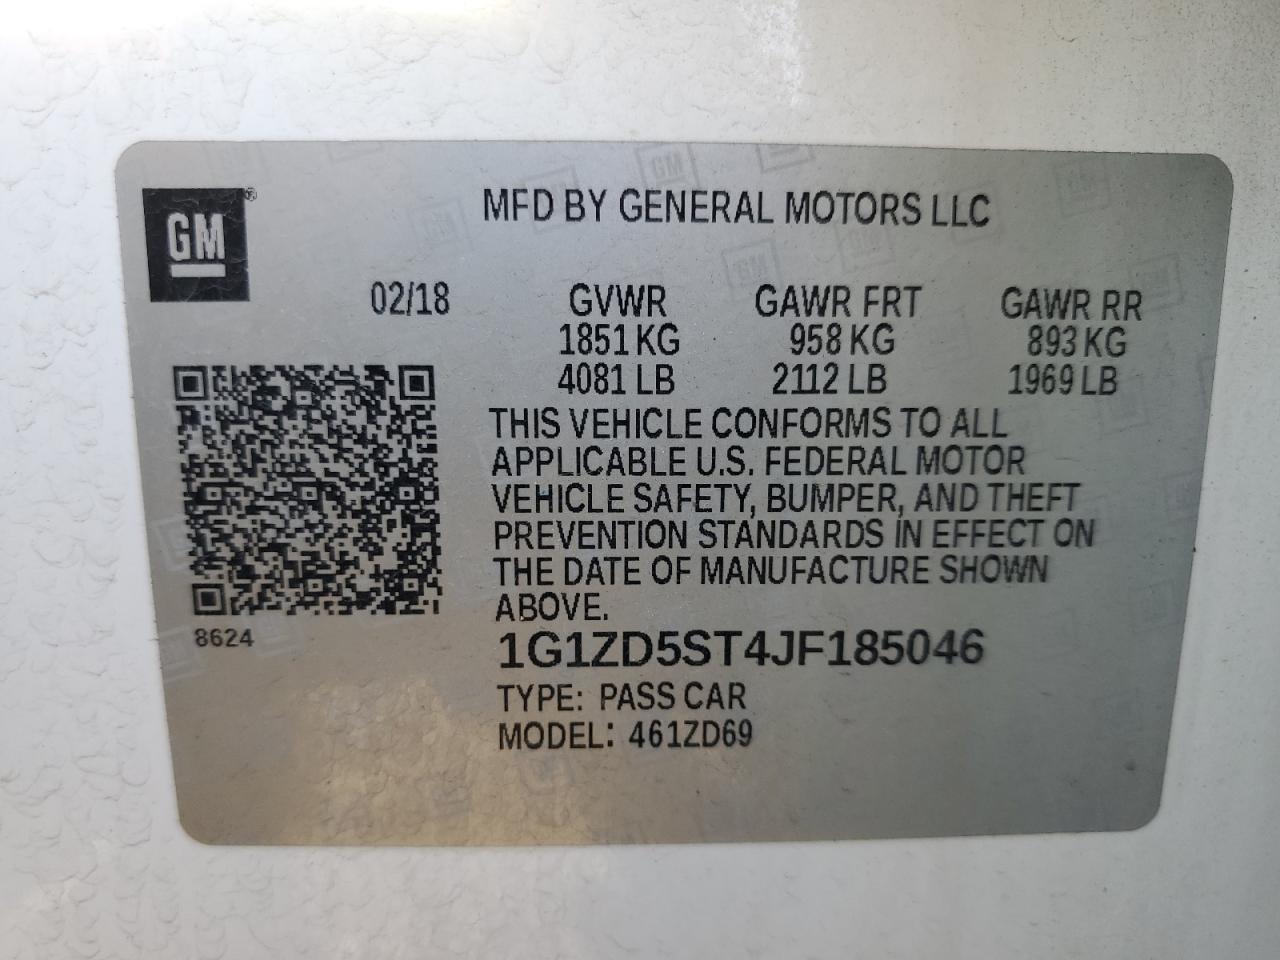 GM®
MFD BY GENERAL MOTORS LLC
02/18 GVWR GAWR FRT GAWR RR
1851 KG 958 KG 893 KG
4081 LB 2112 LB 1969 LB
THIS VEHICLE CONFORMS TO ALL
APPLICABLE U.S. FEDERAL MOTOR
VEHICLE SAFETY, BUMPER, AND THEFT
PREVENTION STANDARDS IN EFFECT ON
THE DATE OF MANUFACTURE SHOWN
ABOVE.
8624
1G1ZD5ST4JF185046
TYPE: PASS CAR
MODEL: 461ZD69